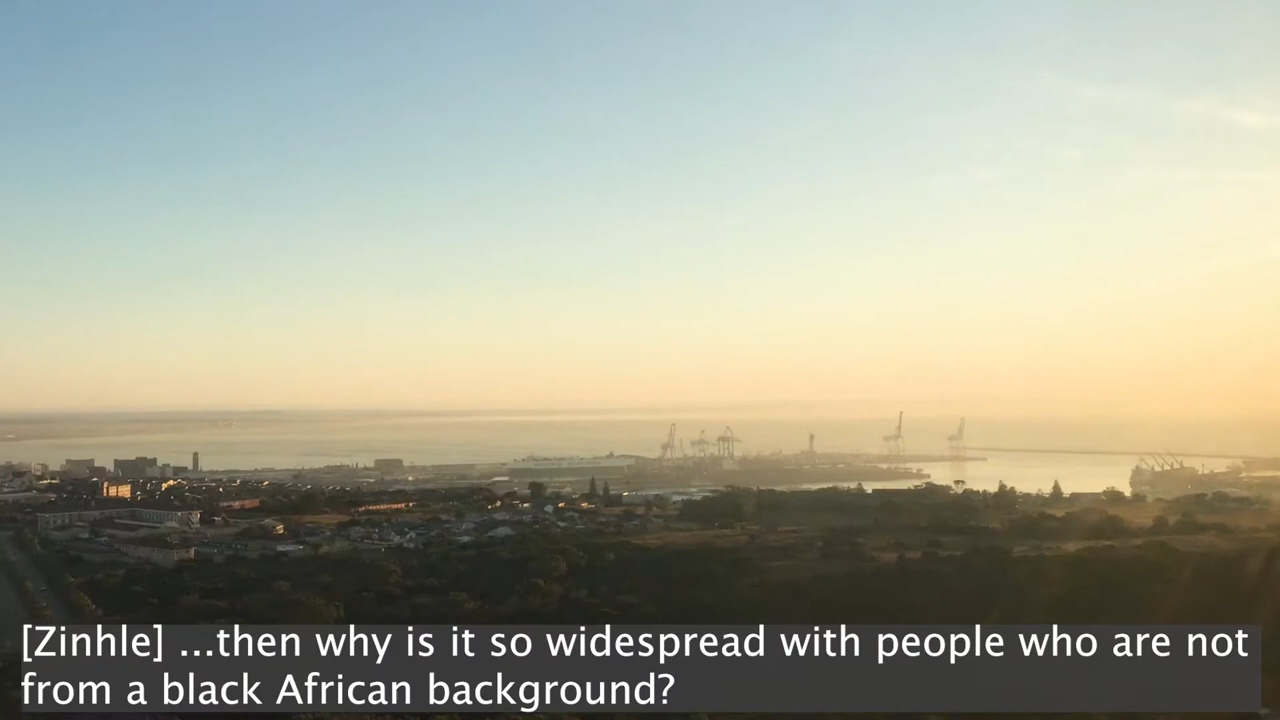 [Zinhle] ...then why is it so widespread with people who are not
from a black African background?